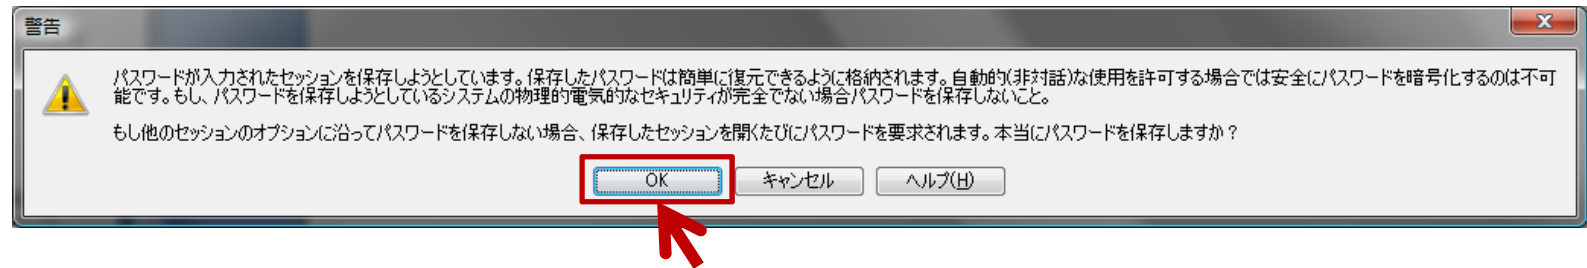 警告
パスワードが入力されたセッションを保存しようとしています。保存したパスワードは簡単に復元できるように格納されます。自動的(非対話)な使用を許可する場合では安全にパスワードを暗号化するのは不可
能です。もし、パスワードを保存しようとしているシステムの物理的電気的なセキュリティが完全でない場合パスワードを保存しないこと。
もし他のセッションのオプションに沿ってパスワードを保存しない場合、保存したセッションを開くたびにパスワードを要求されます。本当にパスワードを保存しますか？
OK キャンセル ヘルプ(H)